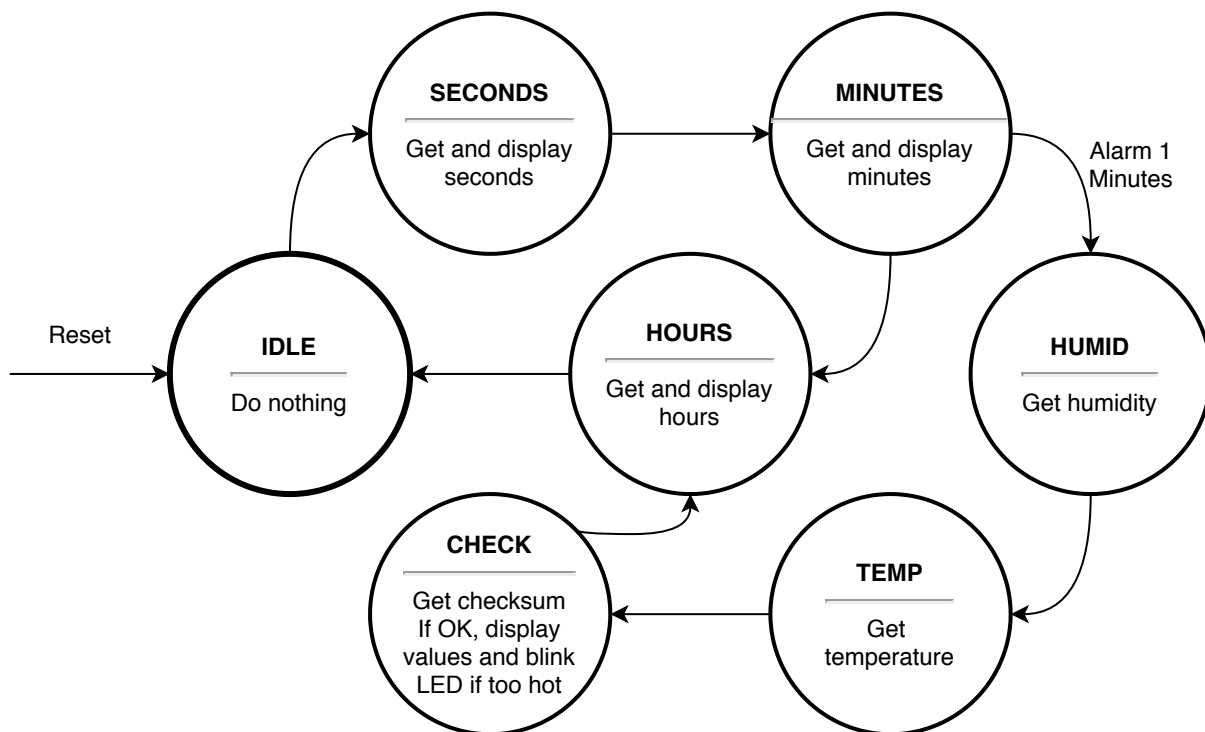 SECONDS
Get and display
seconds
MINUTES
Get and display
minutes
Alarm 1
Minutes
Reset
IDLE
Do nothing
HOURS
Get and display
hours
HUMID
Get humidity
CHECK
Get checksum
If OK, display
values and blink
LED if too hot
TEMP
Get
temperature